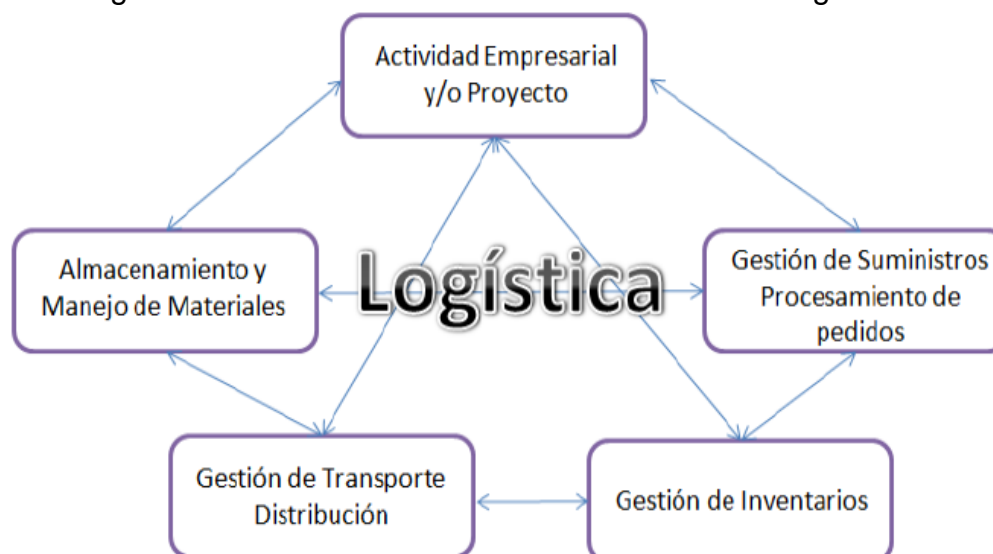 Actividad Empresarial
y/o Proyecto
Almacenamiento y
Manejo de Materiales
Logística
Gestión de Suministros
Procesamiento de
pedidos
Gestión de Transporte
Distribución
Gestión de Inventarios